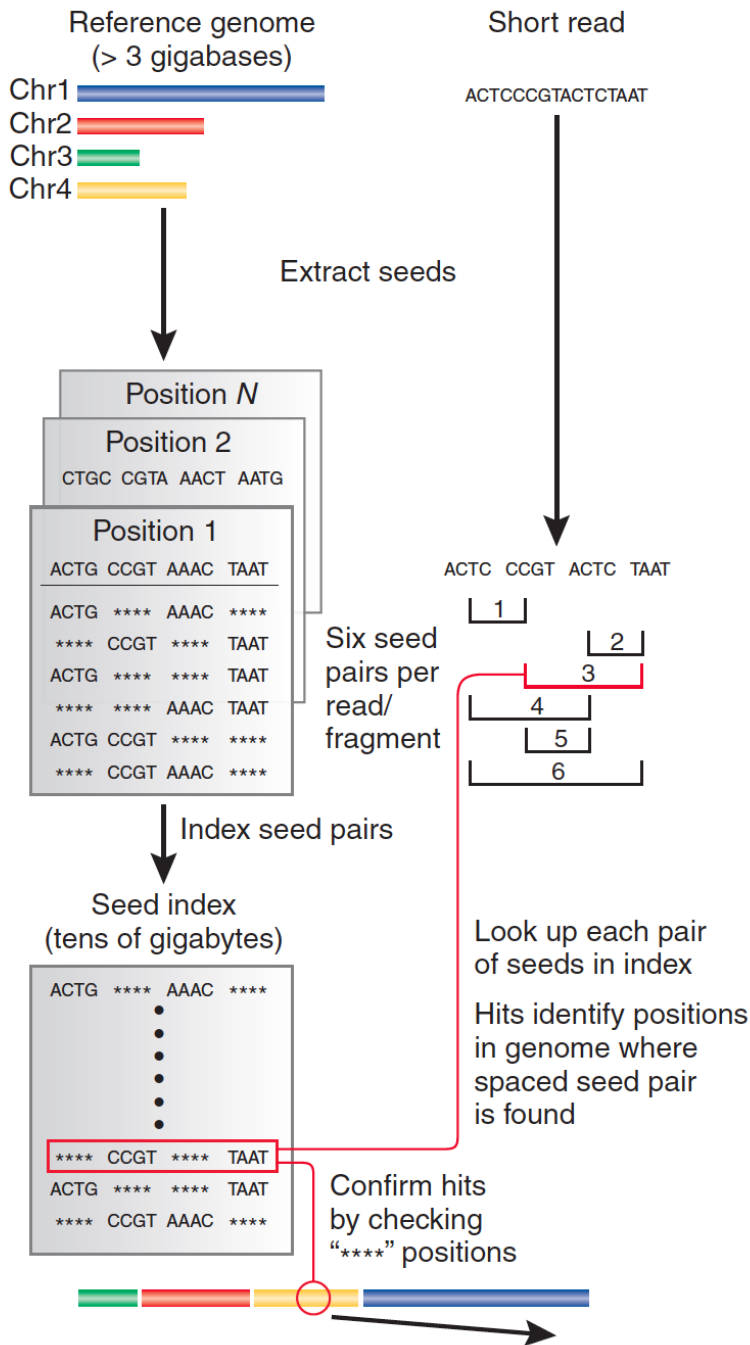 Reference genome
(> 3 gigabases)
Chr1
Chr2
Chr3
Chr4
Short read
ACTCCCGTACTCTAAT
Extract seeds
Position N
Position 2
CTGC CGTA AACT AATG
Position 1
ACTG CCGT AAAC TAAT
ACTG **** AAAC ****
**** CCGT **** TAAT
ACTG **** **** TAAT
**** **** AAAC TAAT
ACTG CCGT **** ****
**** CCGT AAAC ****
ACTC CCGT ACTC TAAT
1
2
3
4
5
6
Six seed
pairs per
read/
fragment
Index seed pairs
Seed index
(tens of gigabytes)
ACTG **** AAAC ****
**** CCGT **** TAAT
ACTG **** **** TAAT
**** CCGT AAAC ****
Look up each pair
of seeds in index
Hits identify positions
in genome where
spaced seed pair
is found
Confirm hits
by checking
“****” positions